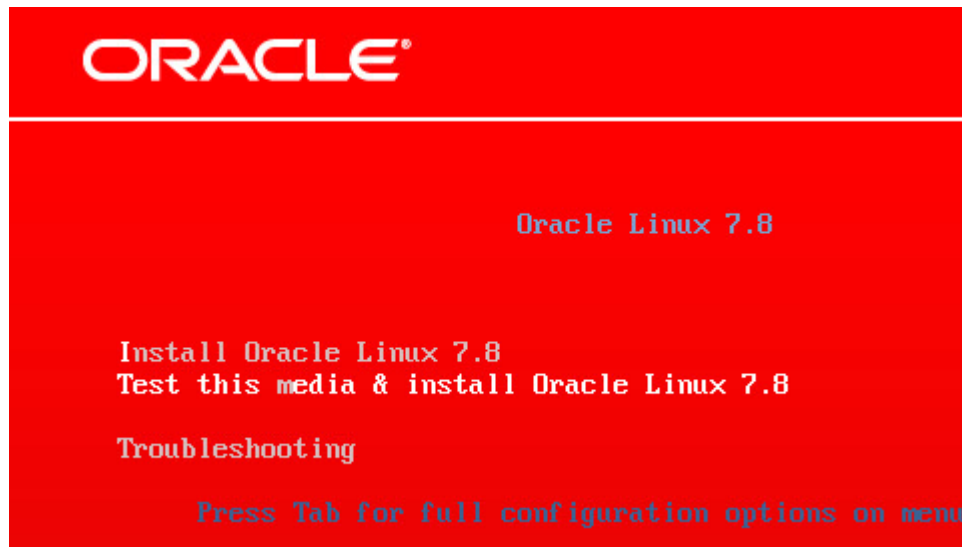 ORACLE®
Oracle Linux 7.8
Install Oracle Linux 7.8
Test this media & install Oracle Linux 7.8
Troubleshooting
Press Tab for full configuration options on menu